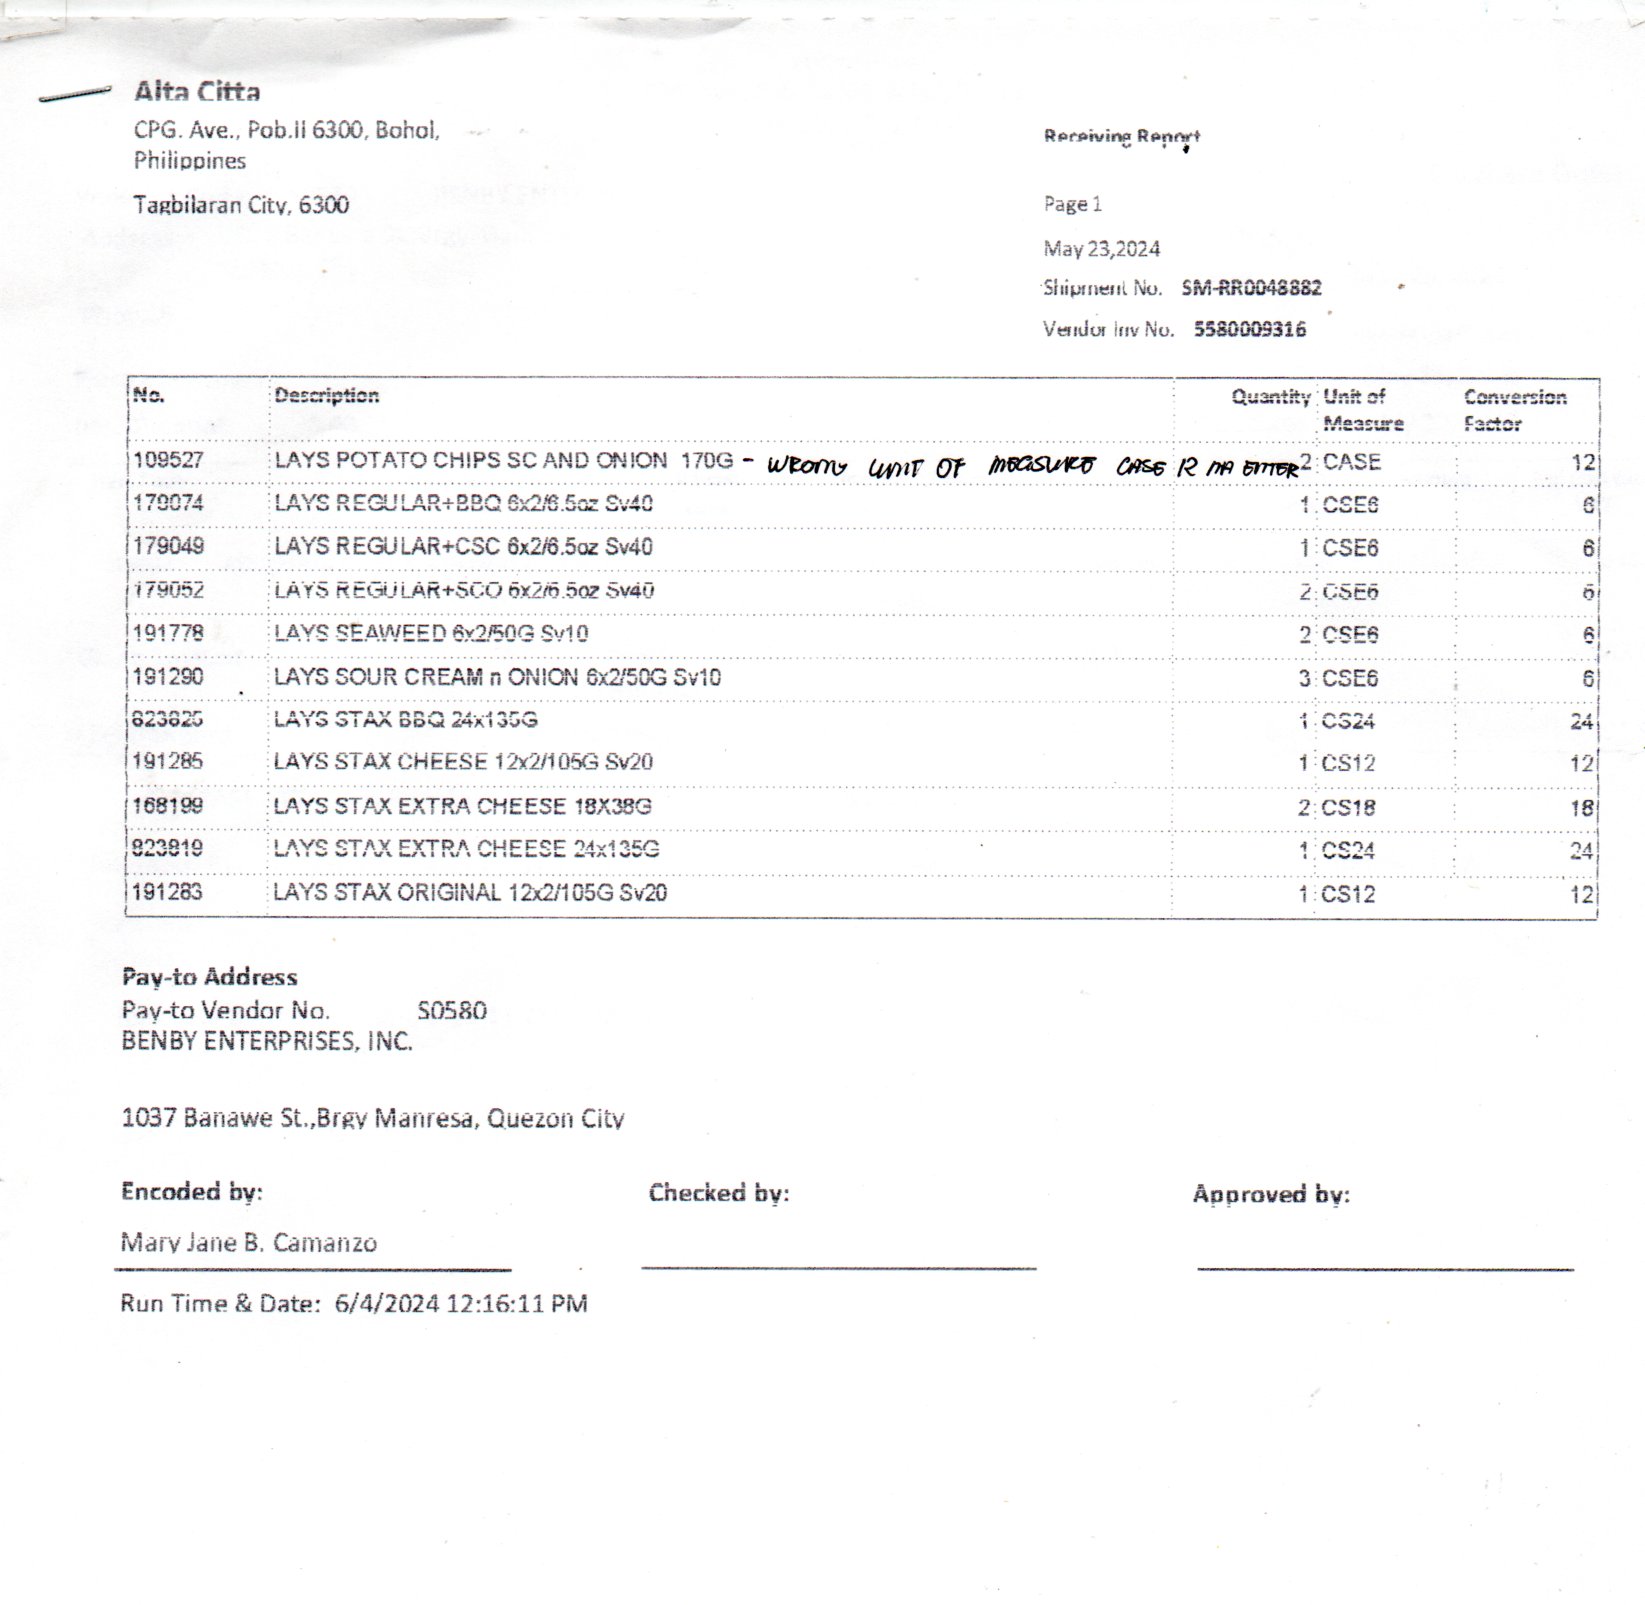 Alta Citta
CPG. Ave., Pob.II 6300, Bohol,
Philippines
Tagbilaran City, 6300
Receiving Report
Page 1
May 23,2024
Shipment No. SM-RR0048882
Vendor Inv No. 5580009316
No. Description Quantity Unit of Measure Conversion Factor
109527 LAYS POTATO CHIPS SC AND ONION 170G - WRONG UNIT OF MEASURE CASE 12 NA ENTER 2 CASE 12
179074 LAYS REGULAR+BBQ 6x2/6.5oz Sv40 1 CSE6 6
179049 LAYS REGULAR+CSC 6x2/6.5oz Sv40 1 CSE6 6
179052 LAYS REGULAR+SCO 6x2/6.5oz Sv40 2 CSE6 6
191778 LAYS SEAWEED 6x2/50G Sv10 2 CSE6 6
191290 LAYS SOUR CREAM n ONION 6x2/50G Sv10 3 CSE6 6
823825 LAYS STAX BBQ 24x135G 1 CS24 24
191285 LAYS STAX CHEESE 12x2/105G Sv20 1 CS12 12
168199 LAYS STAX EXTRA CHEESE 18X38G 2 CS18 18
823819 LAYS STAX EXTRA CHEESE 24x135G 1 CS24 24
191283 LAYS STAX ORIGINAL 12x2/105G Sv20 1 CS12 12
Pay-to Address
Pay-to Vendor No. S0580
BENBY ENTERPRISES, INC.
1037 Banawe St.,Brgy Manresa, Quezon City
Encoded by: Checked by: Approved by:
Mary Jane B. Camanzo
Run Time & Date: 6/4/2024 12:16:11 PM